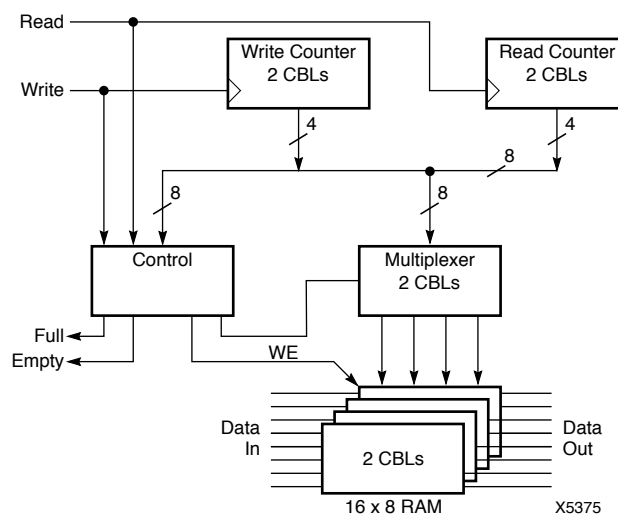 Read
Write Counter
2 CBLs
Read Counter
2 CBLs
Write
4
4
8
8
8
Control
Multiplexer
2 CBLs
Full
Empty
WE
Data
In
Data
Out
2 CBLs
16 x 8 RAM
X5375